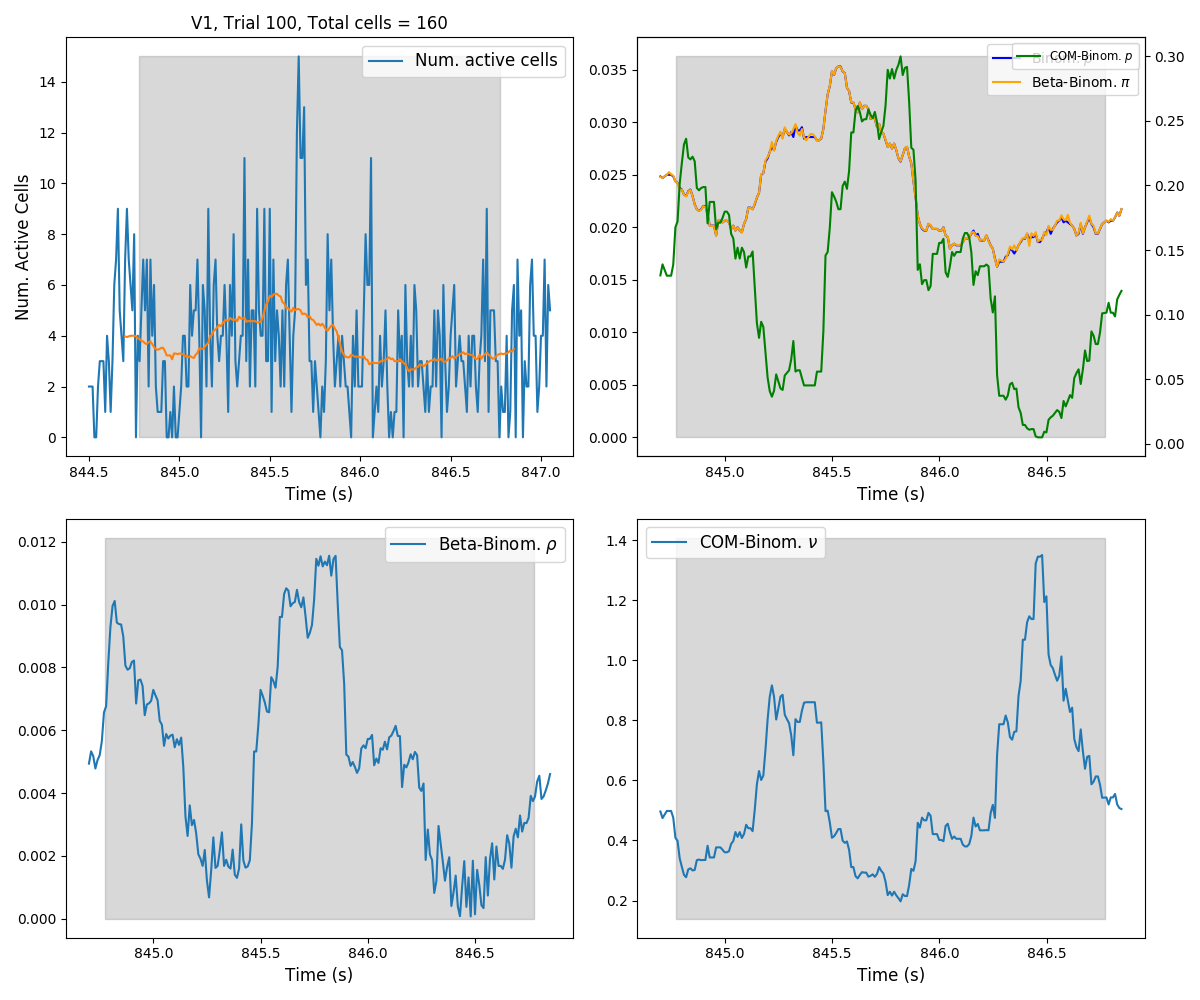 V1, Trial 100, Total cells = 160
Num. active cells
Num. Active Cells
14
12
10
8
6
4
2
0
844.5 845.0 845.5 846.0 846.5 847.0
Time (s)
COM-Binom. p
Beta-Binom. π
0.035
0.030
0.025
0.020
0.015
0.010
0.005
0.000
0.30
0.25
0.20
0.15
0.10
0.05
0.00
845.0 845.5 846.0 846.5
Time (s)
Beta-Binom. ρ
0.012
0.010
0.008
0.006
0.004
0.002
0.000
845.0 845.5 846.0 846.5
Time (s)
COM-Binom. ν
1.4
1.2
1.0
0.8
0.6
0.4
0.2
845.0 845.5 846.0 846.5
Time (s)